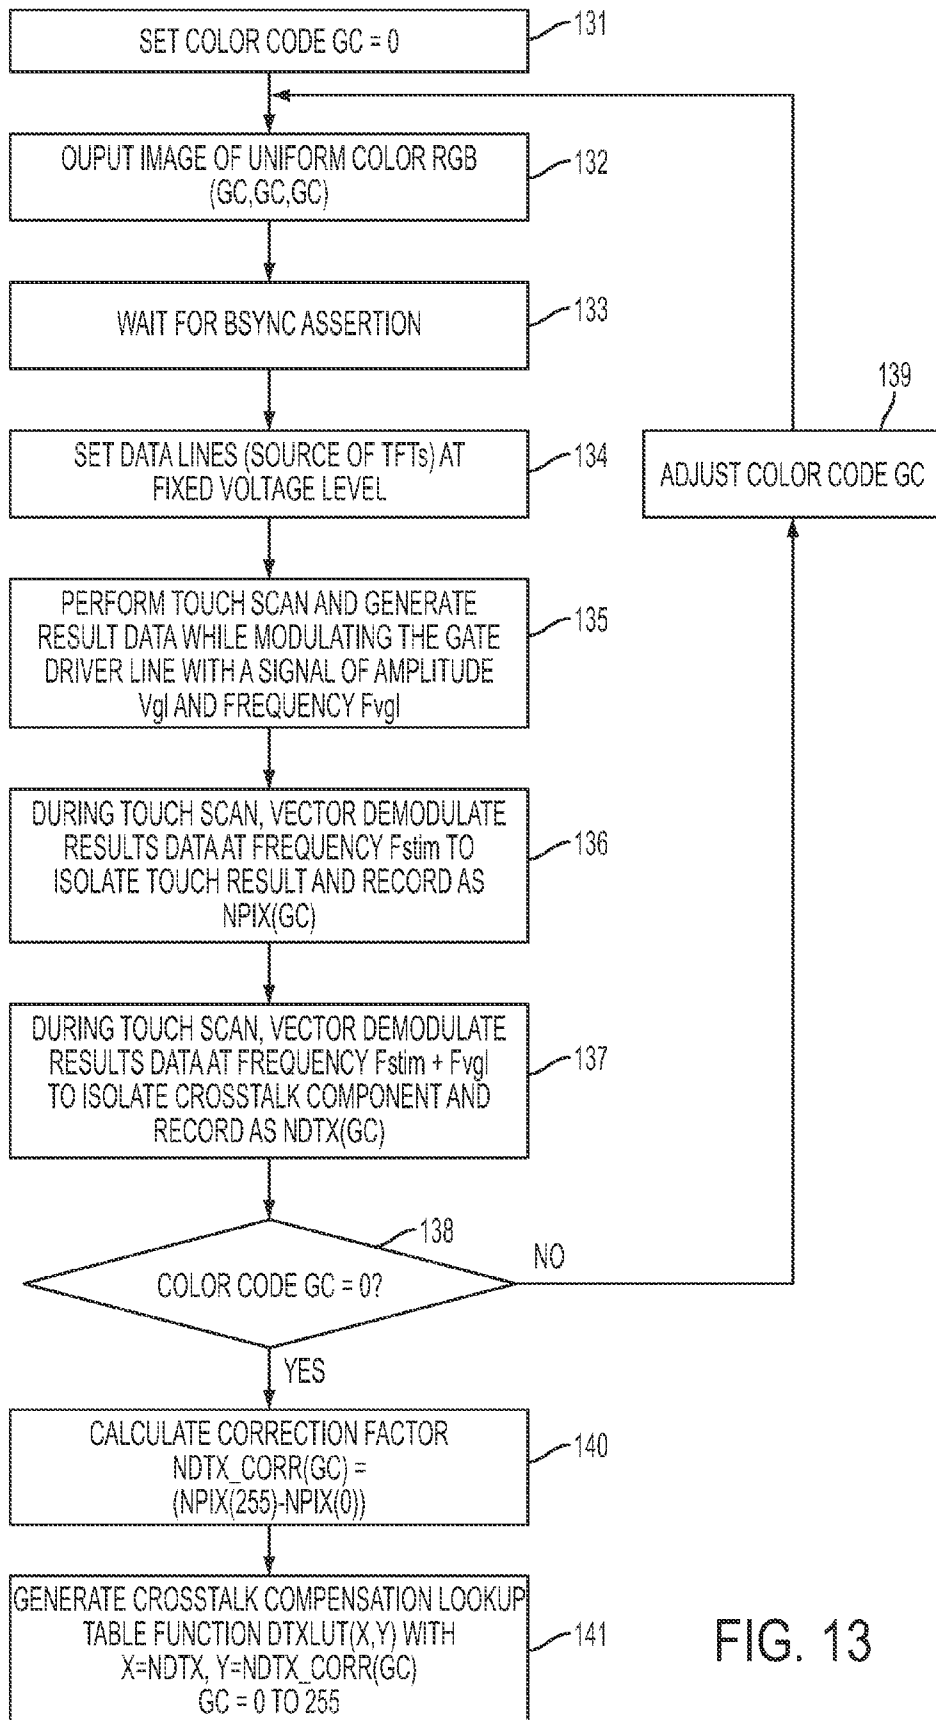 SET COLOR CODE GC = 0
131
OUPUT IMAGE OF UNIFORM COLOR RGB
(GC,GC,GC)
132
WAIT FOR BSYNC ASSERTION
133
SET DATA LINES (SOURCE OF TFTs) AT
FIXED VOLTAGE LEVEL
134
139
ADJUST COLOR CODE GC
PERFORM TOUCH SCAN AND GENERATE
RESULT DATA WHILE MODULATING THE GATE
DRIVER LINE WITH A SIGNAL OF AMPLITUDE
Vgl AND FREQUENCY Fvgl
135
DURING TOUCH SCAN, VECTOR DEMODULATE
RESULTS DATA AT FREQUENCY Fstim TO
ISOLATE TOUCH RESULT AND RECORD AS
NPIX(GC)
136
DURING TOUCH SCAN, VECTOR DEMODULATE
RESULTS DATA AT FREQUENCY Fstim + Fvgl
TO ISOLATE CROSSTALK COMPONENT AND
RECORD AS NDTX(GC)
137
138
COLOR CODE GC = 0?
NO
YES
CALCULATE CORRECTION FACTOR
NDTX_CORR(GC) =
(NPIX(255)-NPIX(0))
140
GENERATE CROSSTALK COMPENSATION LOOKUP
TABLE FUNCTION DTXLUT(X,Y) WITH
X=NDTX, Y=NDTX_CORR(GC)
GC = 0 TO 255
141
FIG. 13